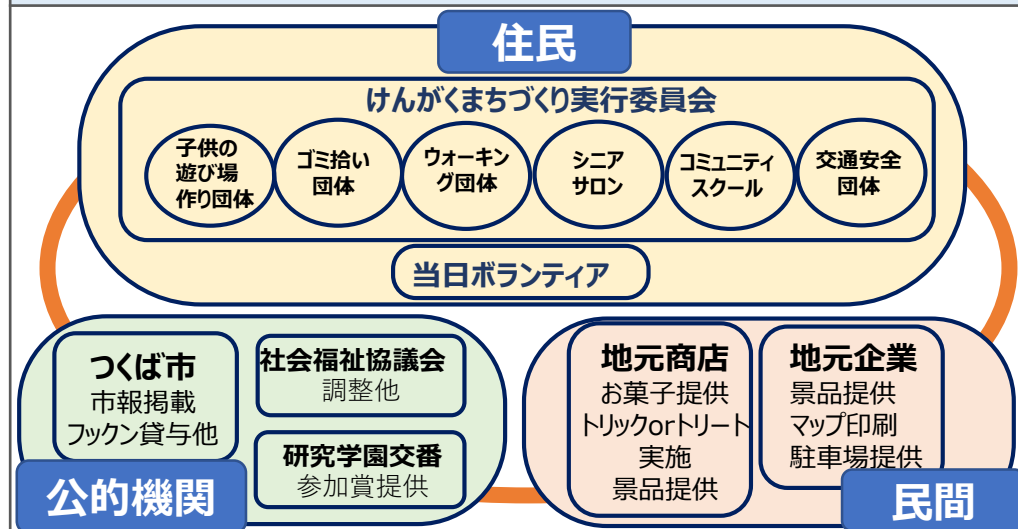 住民
けんがくまちづくり実行委員会
子供の
遊び場
作り団体
ゴミ拾い
団体
ウォーキン
グ団体
シニア
サロン
コミュニティ
スクール
交通安全
団体
当日ボランティア
つくば市
市報掲載
フックン貸与他
社会福祉協議会
調整他
研究学園交番
参加賞提供
公的機関
地元商店
お菓子提供
トリックorトリート
実施
景品提供
地元企業
景品提供
マップ印刷
駐車場提供
民間